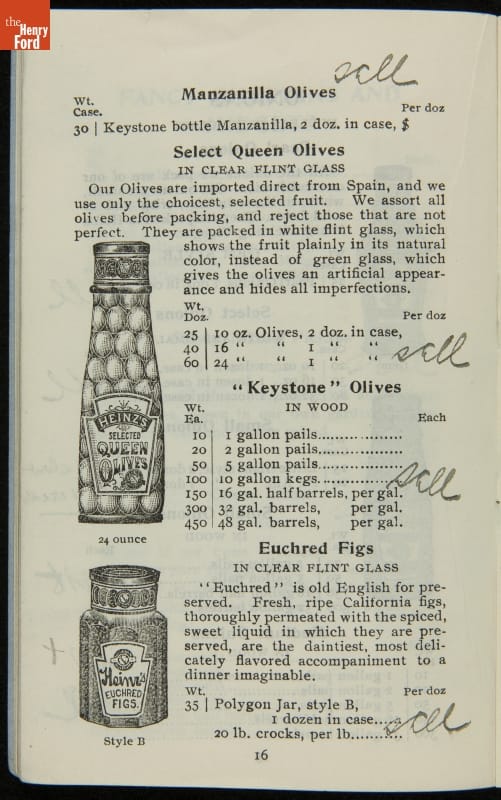 the
Henry
Ford
sell
Manzanilla Olives
Wt.
Case.
Per doz
30 | Keystone bottle Manzanilla, 2 doz. in case, $
Select Queen Olives
IN CLEAR FLINT GLASS
Our Olives are imported direct from Spain, and we
use only the choicest, selected fruit. We assort all
olives before packing, and reject those that are not
perfect. They are packed in white flint glass, which
shows the fruit plainly in its natural
color, instead of green glass, which
gives the olives an artificial appear-
ance and hides all imperfections.
Wt.
Doz.
Per doz
25 | 10 oz. Olives, 2 doz. in case,
40 | 16 “ “ 1 “ “
60 | 24 “ “ 1 “ “
sell
HEINZ'S
SELECTED
QUEEN
OLIVES
24 ounce
“Keystone” Olives
IN WOOD
Wt.
Ea.
Each
10 | 1 gallon pails..................
20 | 2 gallon pails..................
50 | 5 gallon pails..................
100 | 10 gallon kegs...............
sell
150 | 16 gal. half barrels, per gal.
300 | 32 gal. barrels, per gal.
450 | 48 gal. barrels, per gal.
Euchred Figs
IN CLEAR FLINT GLASS
“Euchred” is old English for pre-
served. Fresh, ripe California figs,
thoroughly permeated with the spiced,
sweet liquid in which they are pre-
served, are the daintiest, most deli-
cately flavored accompaniment to a
dinner imaginable.
Heinz's
EUCHRED
FIGS.
Style B
Wt.
Per doz
35 | Polygon Jar, style B,
1 dozen in case.....
20 lb. crocks, per lb..........
sell
16